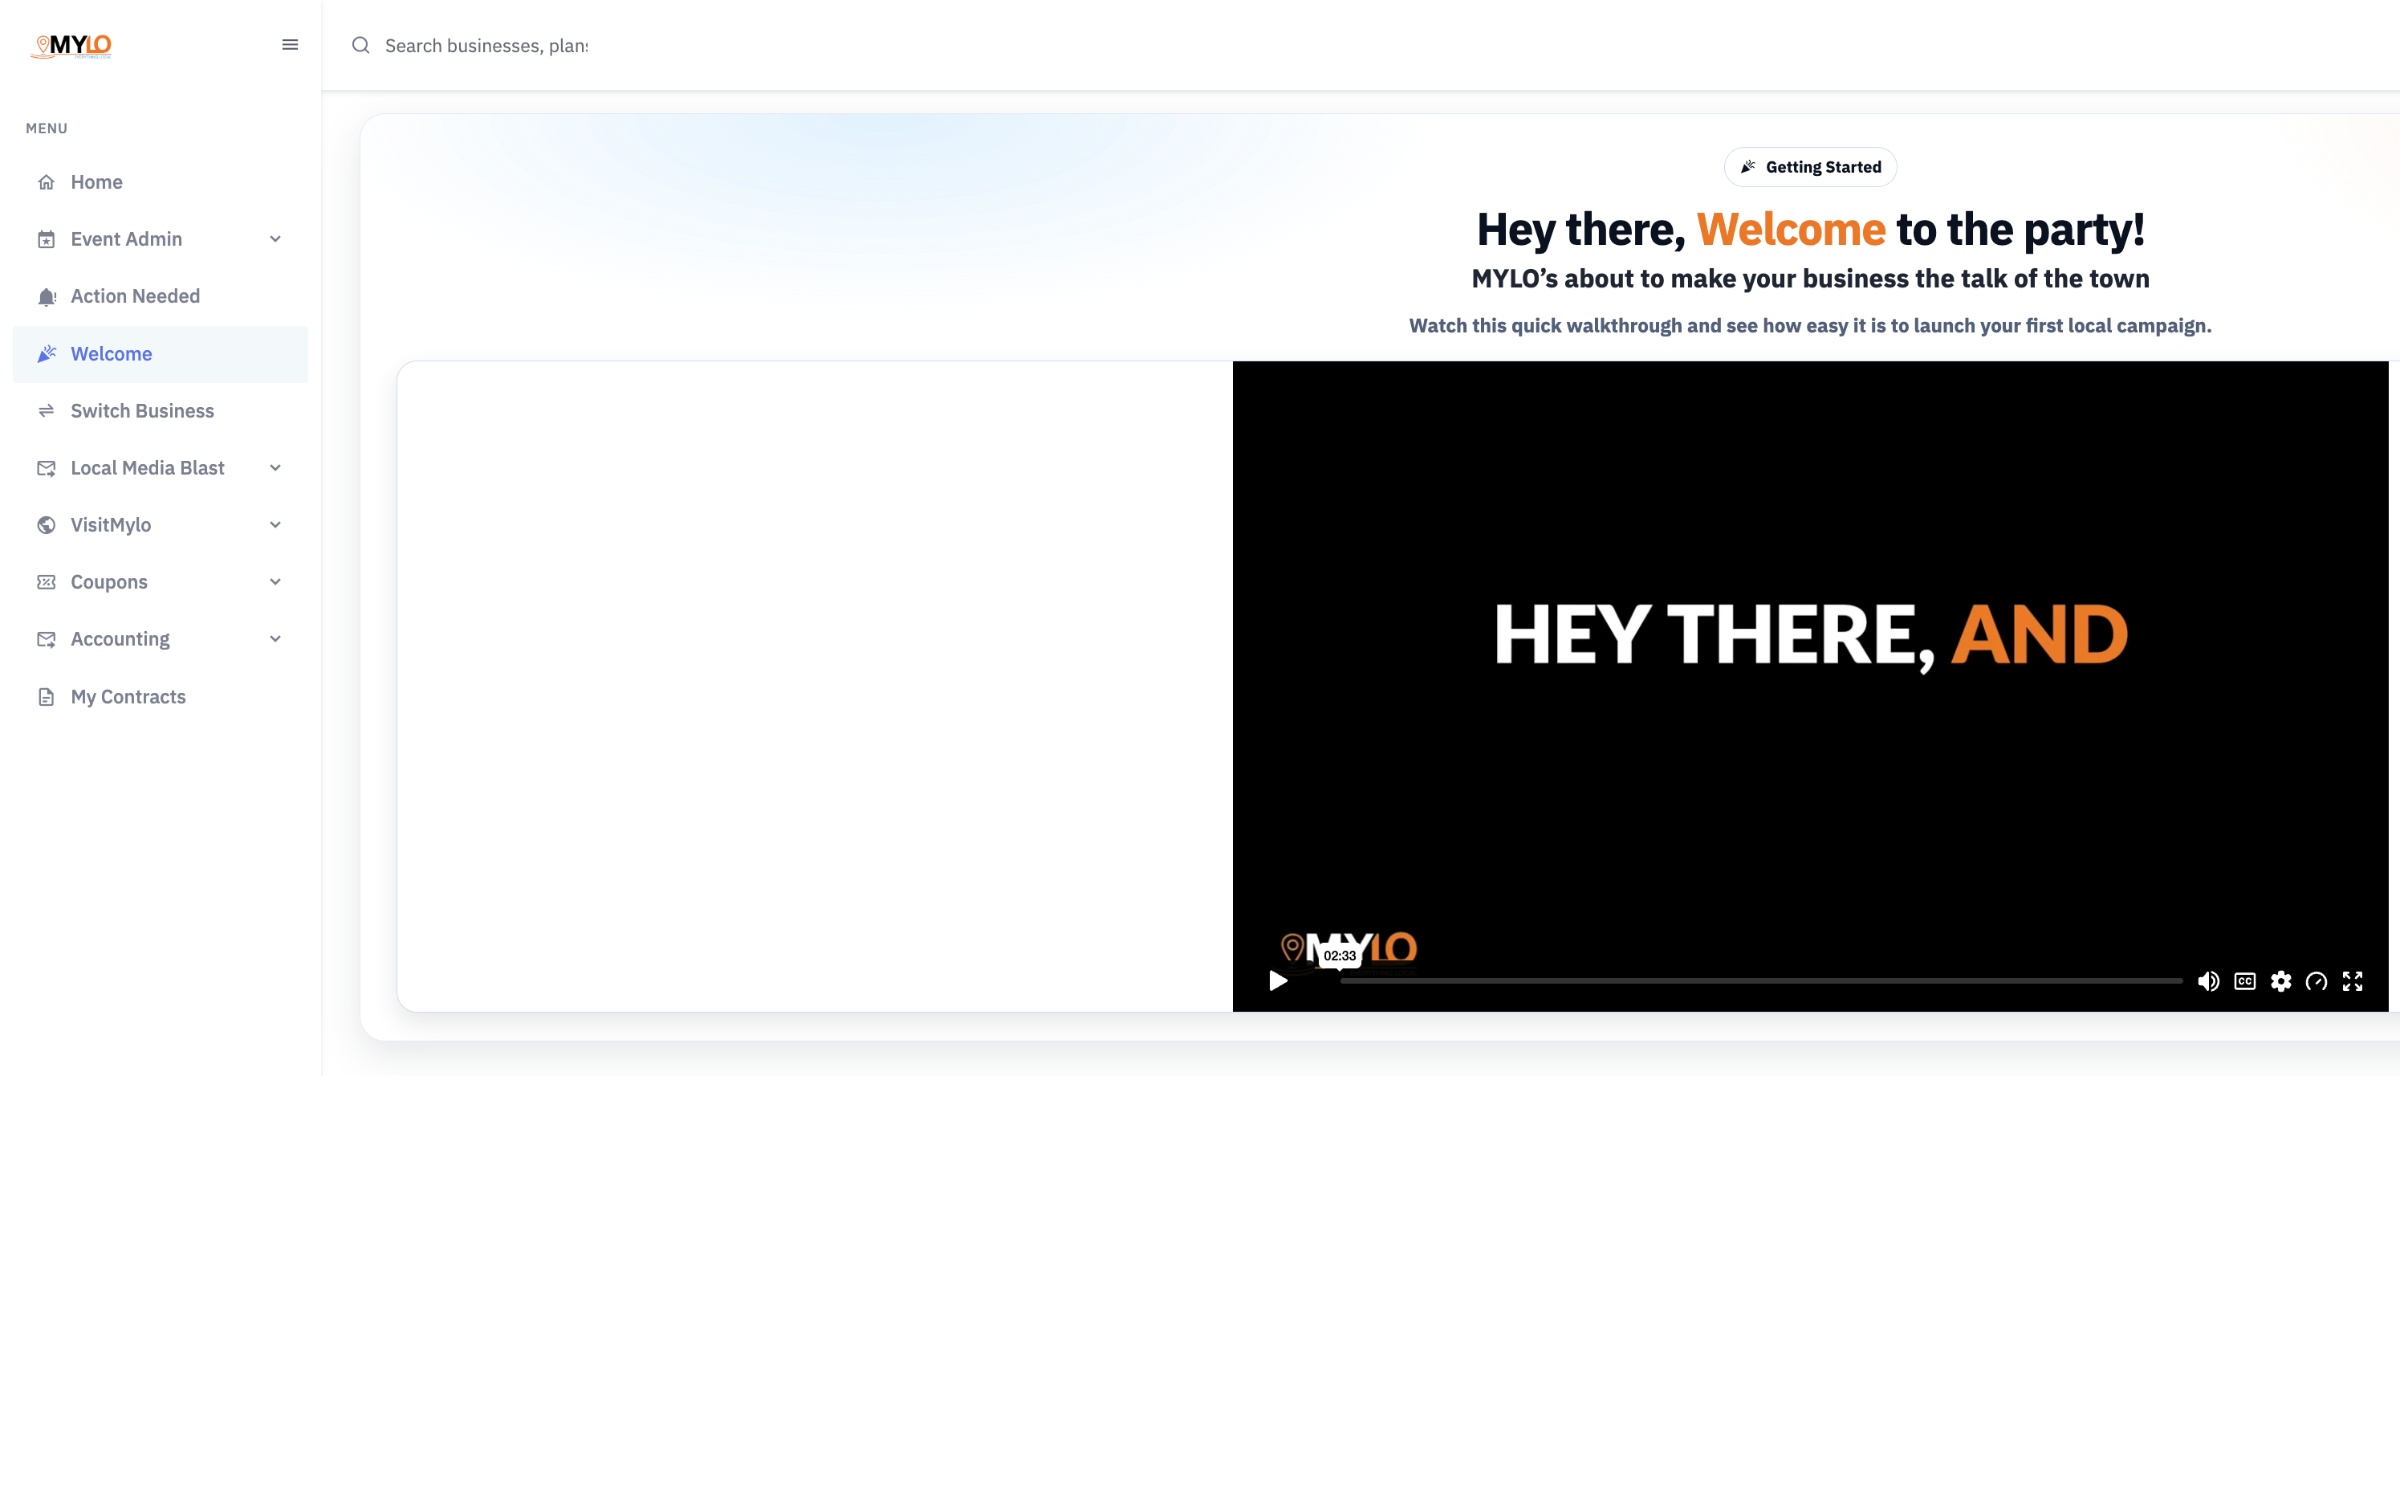 MYLO
Search businesses, plans
MENU
Home
Event Admin
Action Needed
Welcome
Switch Business
Local Media Blast
VisitMylo
Coupons
Accounting
My Contracts
Getting Started
Hey there, Welcome to the party!
MYLO’s about to make your business the talk of the town
Watch this quick walkthrough and see how easy it is to launch your first local campaign.
HEY THERE, AND
MYLO
02:33
CC